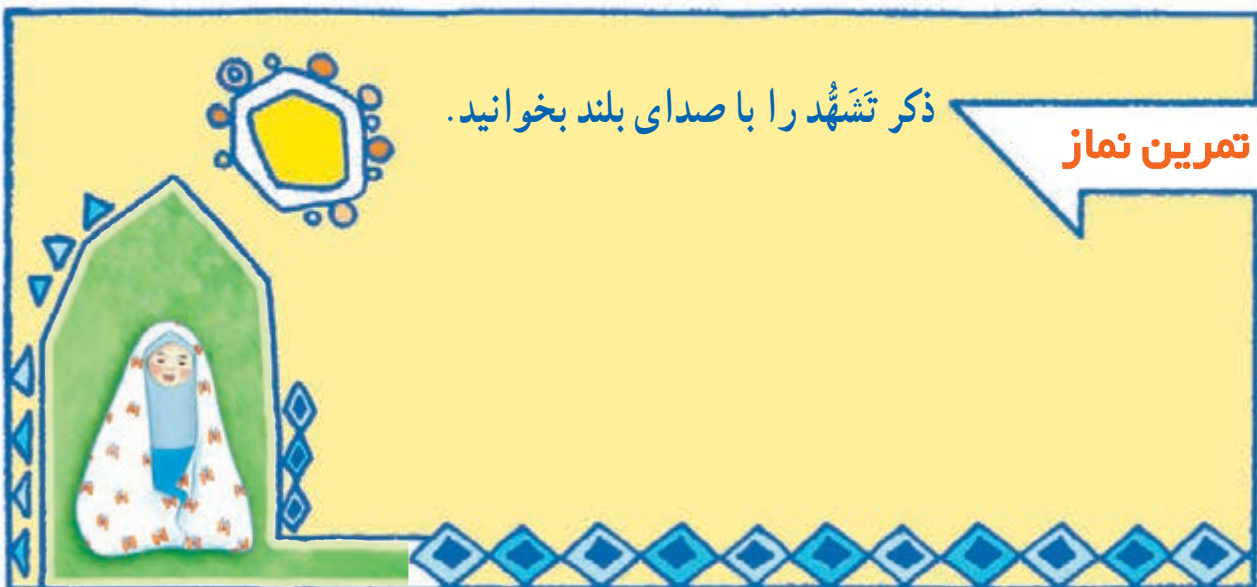 تمرین نماز
ذکر تَشَهُّد را با صدای بلند بخوانید.